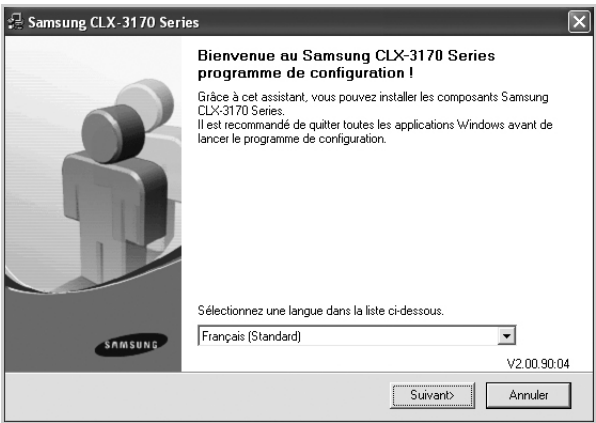 Samsung CLX-3170 Series
Bienvenue au Samsung CLX-3170 Series
programme de configuration !
Grâce à cet assistant, vous pouvez installer les composants Samsung
CLX-3170 Series.
Il est recommandé de quitter toutes les applications Windows avant de
lancer le programme de configuration.
Sélectionnez une langue dans la liste ci-dessous.
Français (Standard)
SAMSUNG
V2.00.90:04
Suivant>
Annuler